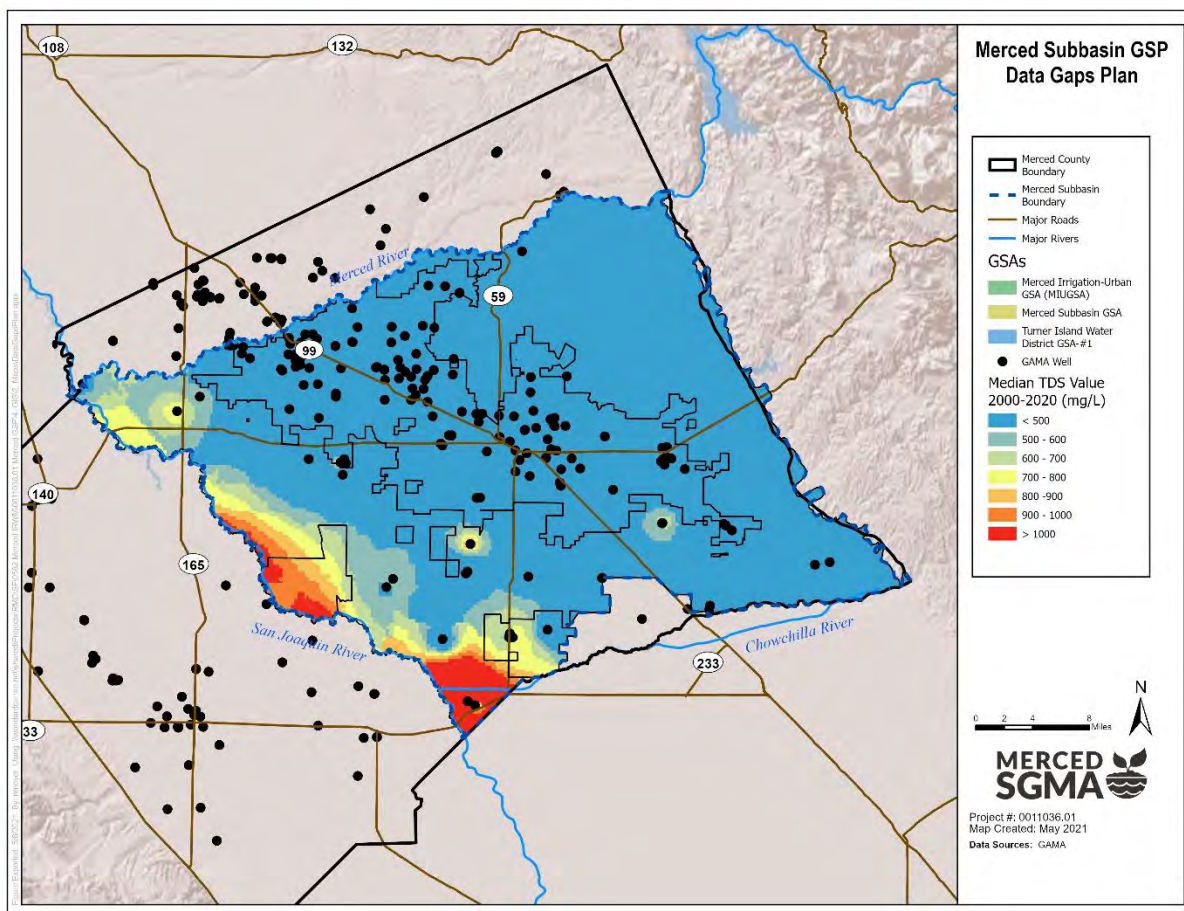 Merced Subbasin GSP
Data Gaps Plan
108
132
Merced River
59
99
140
165
San Joaquin River
Chowchilla River
233
33
Merced County
Boundary
Merced Subbasin
Boundary
Major Roads
Major Rivers
GSAs
Merced Irrigation-Urban
GSA (MIUGSA)
Merced Subbasin GSA
Turner Island Water
District GSA-#1
GAMA Well
Median TDS Value
2000-2020 (mg/L)
< 500
500 - 600
600 - 700
700 - 800
800 -900
900 - 1000
> 1000
N
0 2 4 8
Miles
MERCED
SGMA
Project #: 0011036.01
Map Created: May 2021
Data Sources: GAMA